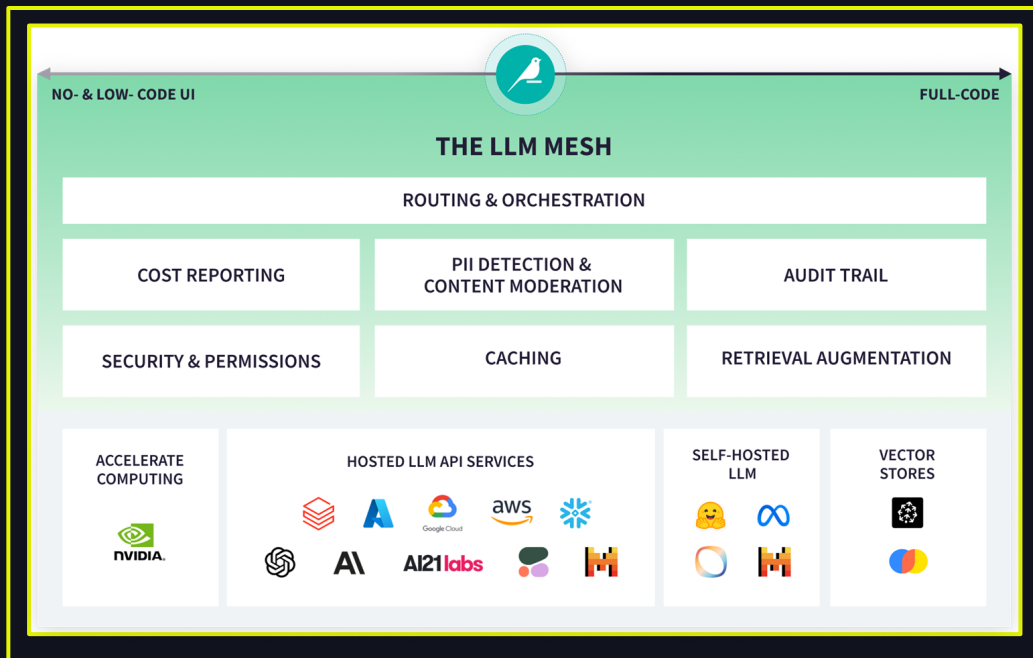 NO- & LOW- CODE UI
FULL-CODE
THE LLM MESH
ROUTING & ORCHESTRATION
COST REPORTING
PII DETECTION &
CONTENT MODERATION
AUDIT TRAIL
SECURITY & PERMISSIONS
CACHING
RETRIEVAL AUGMENTATION
ACCELERATE
COMPUTING
NVIDIA.
HOSTED LLM API SERVICES
Google Cloud
aws
AI21labs
SELF-HOSTED
LLM
VECTOR
STORES